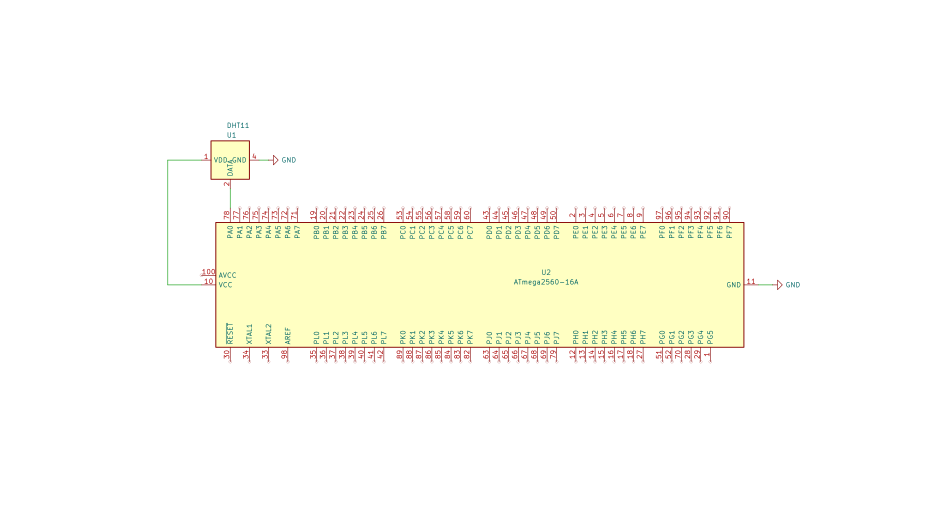 DHT11
U1
1 VDD GND 4 GND
DATA
2
78 77 76 75 74 73 72 71 19 20 21 22 23 24 25 26 53 54 55 56 57 58 59 60 43 44 45 46 47 48 49 50 2 3 4 5 6 7 8 9 97 96 95 94 93 92 91 90
PA0 PA1 PA2 PA3 PA4 PA5 PA6 PA7 PB0 PB1 PB2 PB3 PB4 PB5 PB6 PB7 PC0 PC1 PC2 PC3 PC4 PC5 PC6 PC7 PD0 PD1 PD2 PD3 PD4 PD5 PD6 PD7 PE0 PE1 PE2 PE3 PE4 PE5 PE6 PE7 PF0 PF1 PF2 PF3 PF4 PF5 PF6 PF7
100 AVCC
10 VCC
U2
ATmega2560-16A
GND 11 GND
RESET XTAL1 XTAL2 AREF PL0 PL1 PL2 PL3 PL4 PL5 PL6 PL7 PK0 PK1 PK2 PK3 PK4 PK5 PK6 PK7 PJ0 PJ1 PJ2 PJ3 PJ4 PJ5 PJ6 PJ7 PH0 PH1 PH2 PH3 PH4 PH5 PH6 PH7 PG0 PG1 PG2 PG3 PG4 PG5
30 34 33 98 35 36 37 38 39 40 41 42 89 88 87 86 85 84 83 82 63 64 65 66 67 68 69 79 12 13 14 15 16 17 18 27 51 52 70 28 29 1